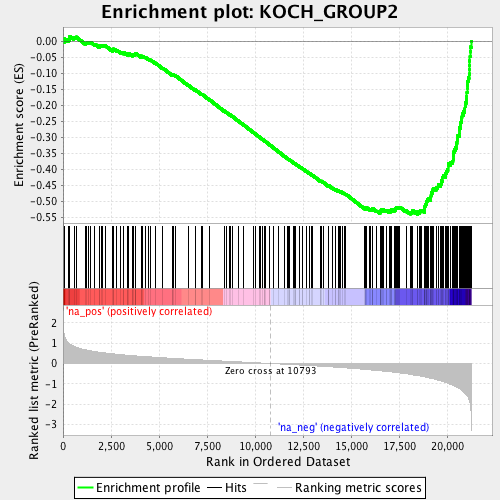 Enrichment plot: KOCH_GROUP2
Enrichment score (ES)
0.00
-0.05
-0.10
-0.15
-0.20
-0.25
-0.30
-0.35
-0.40
-0.45
-0.50
-0.55
'na_pos' (positively correlated)
Ranked list metric (PreRanked)
2
1
0
-1
-2
-3
Zero cross at 10793
'na_neg' (negatively correlated)
0
2,500
5,000
7,500
10,000
12,500
15,000
17,500
20,000
Rank in Ordered Dataset
Enrichment profile
Hits
Ranking metric scores